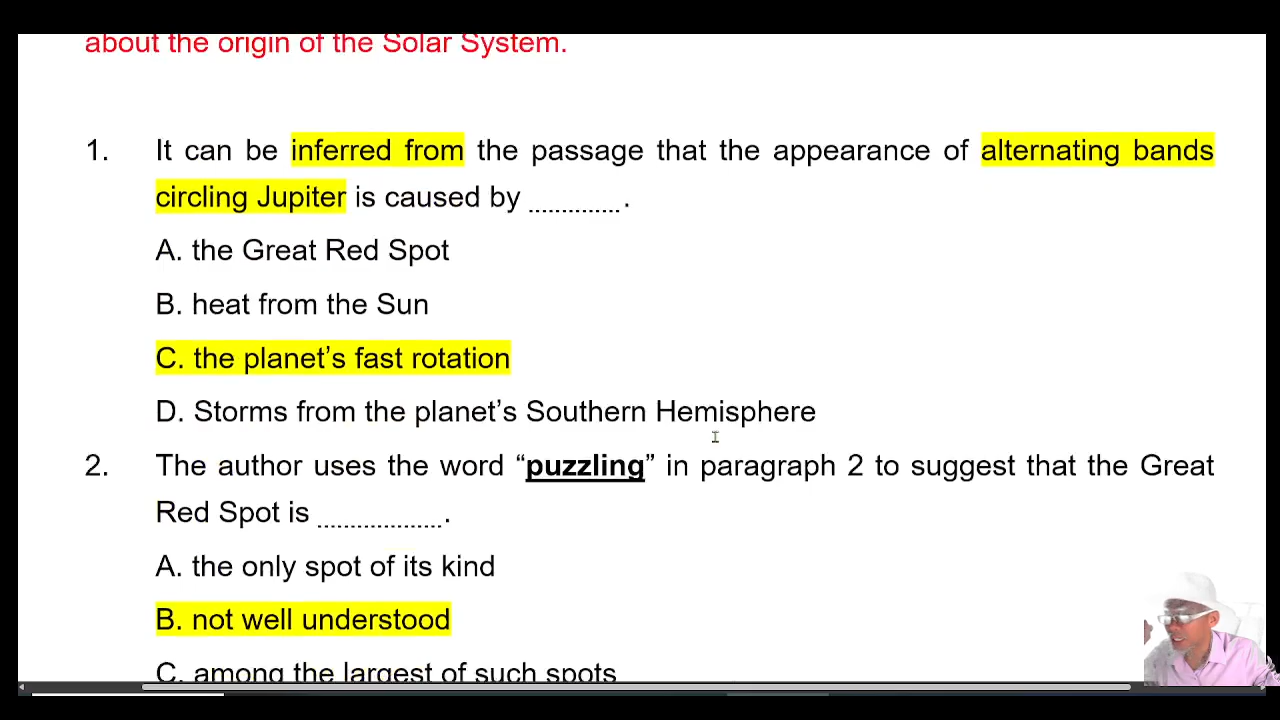 about the origin of the Solar System.
1. It can be inferred from the passage that the appearance of alternating bands
circling Jupiter is caused by ..............
A. the Great Red Spot
B. heat from the Sun
C. the planet’s fast rotation
D. Storms from the planet’s Southern Hemisphere
2. The author uses the word “puzzling” in paragraph 2 to suggest that the Great
Red Spot is ...................
A. the only spot of its kind
B. not well understood
C. among the largest of such spots